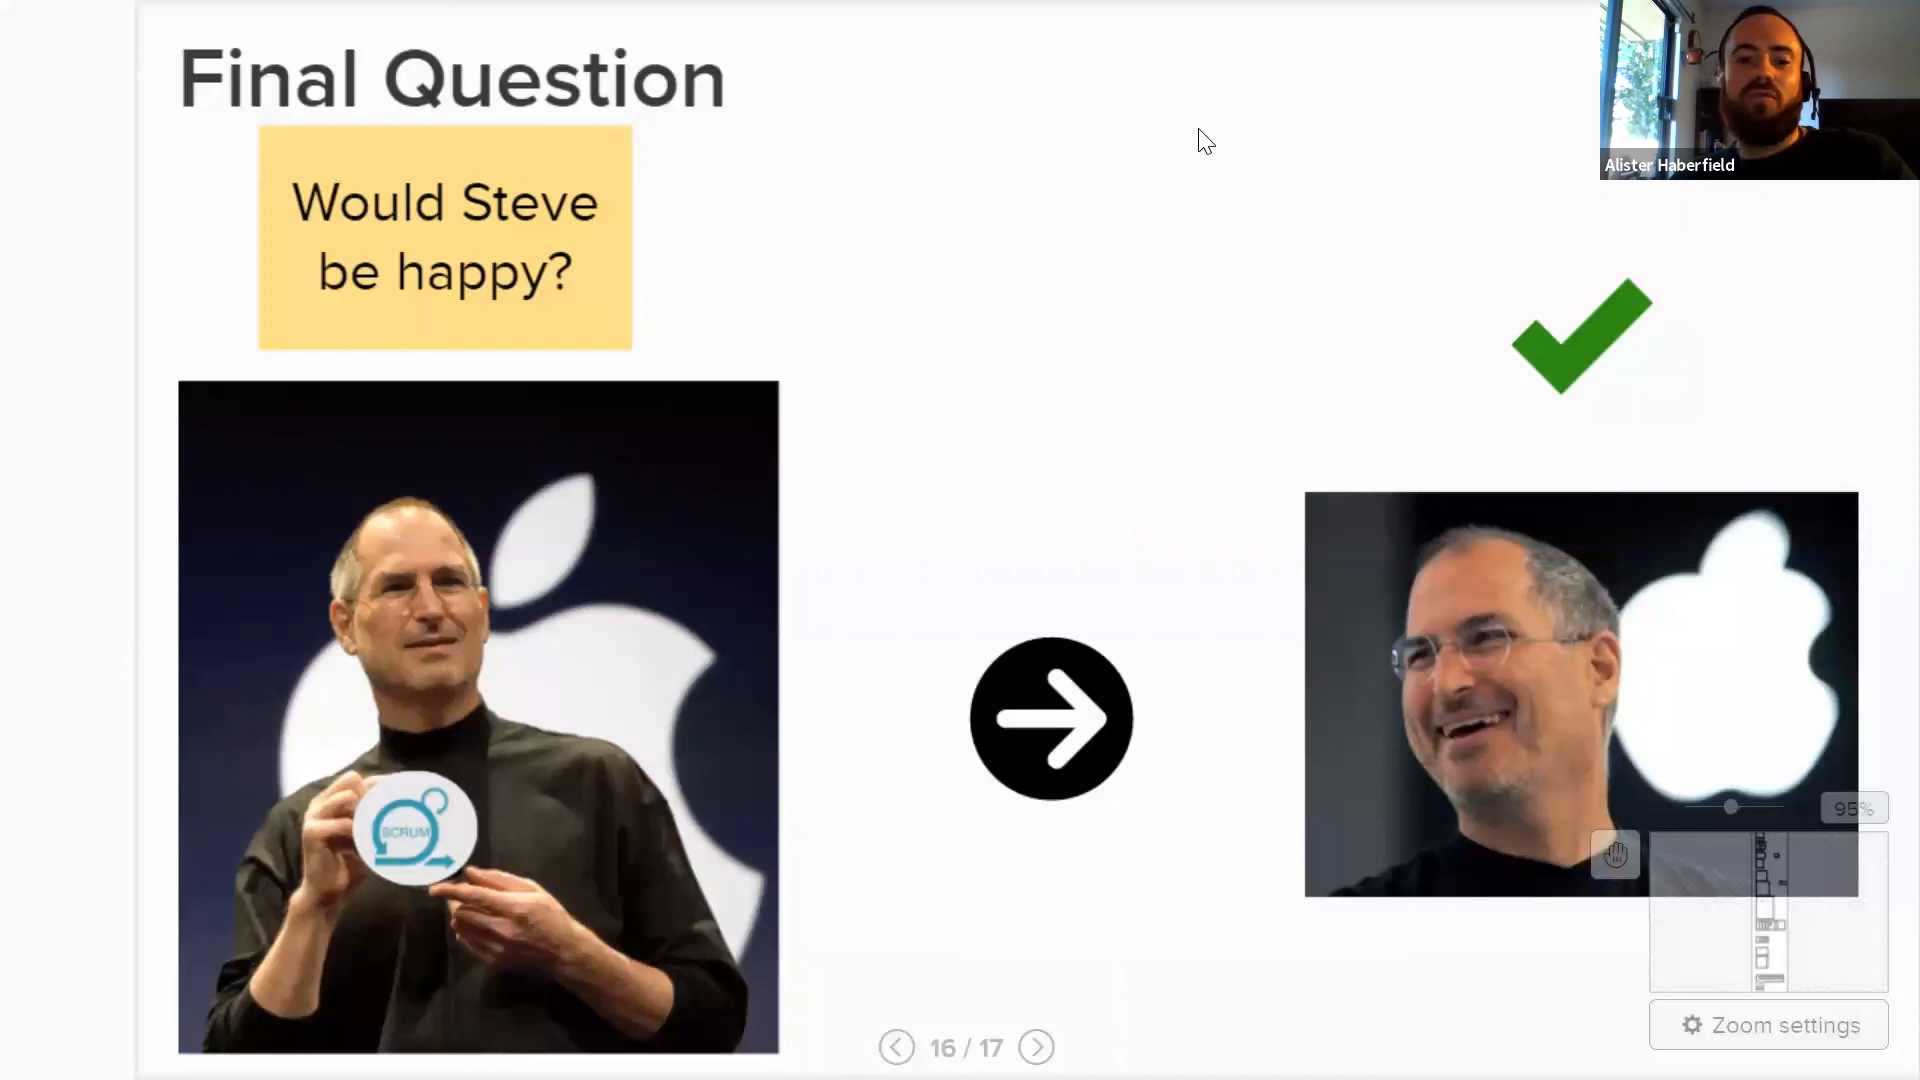 Final Question
Would Steve
be happy?
Alister Haberfield
SCRUM
95%
Zoom settings
16 / 17